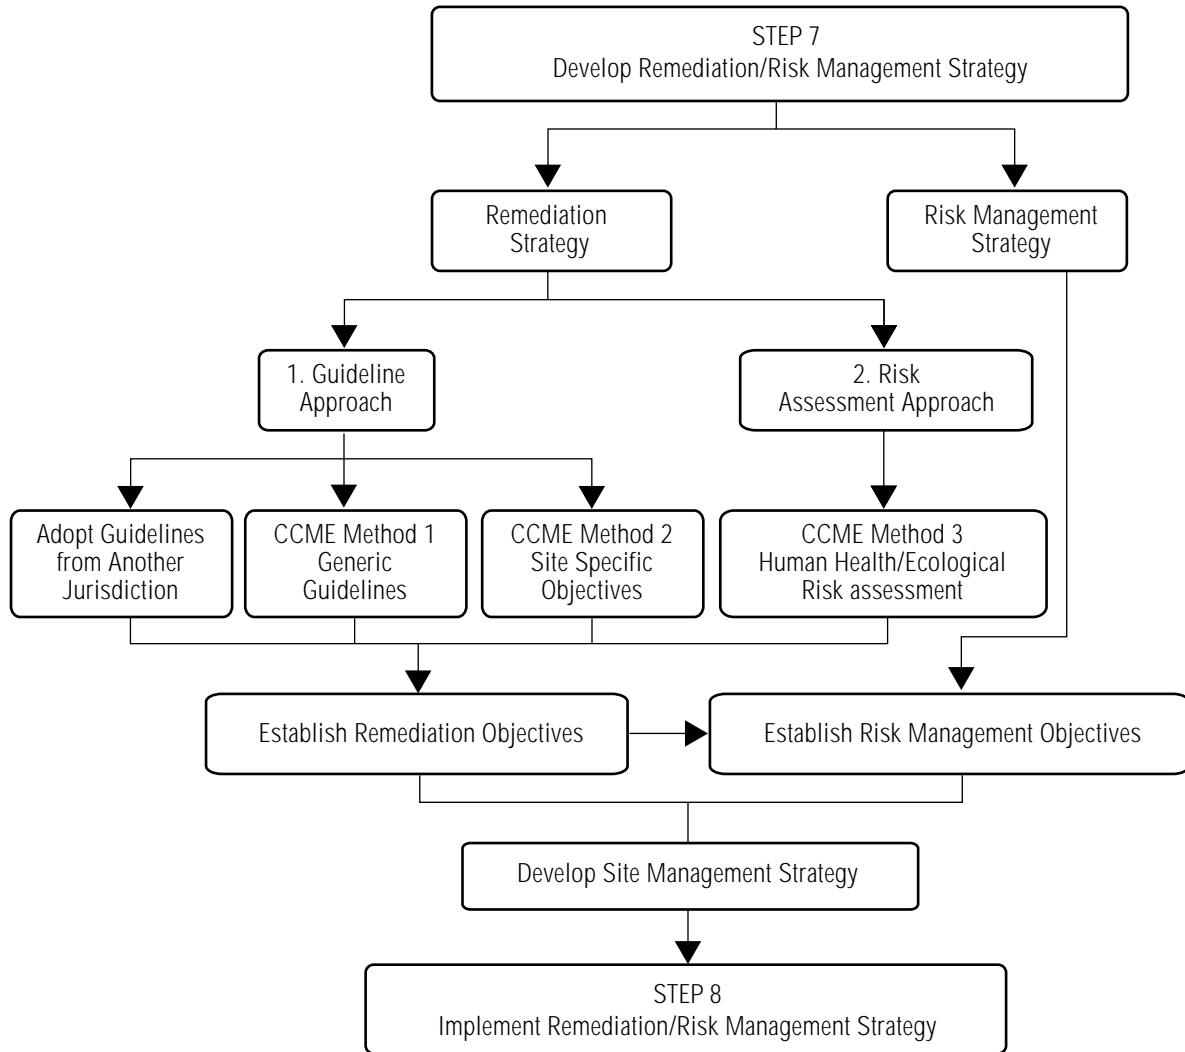 STEP 7
Develop Remediation/Risk Management Strategy
Remediation
Strategy
Risk Management
Strategy
1. Guideline
Approach
2. Risk
Assessment Approach
Adopt Guidelines
from Another
Jurisdiction
CCME Method 1
Generic
Guidelines
CCME Method 2
Site Specific
Objectives
CCME Method 3
Human Health/Ecological
Risk assessment
Establish Remediation Objectives
Establish Risk Management Objectives
Develop Site Management Strategy
STEP 8
Implement Remediation/Risk Management Strategy